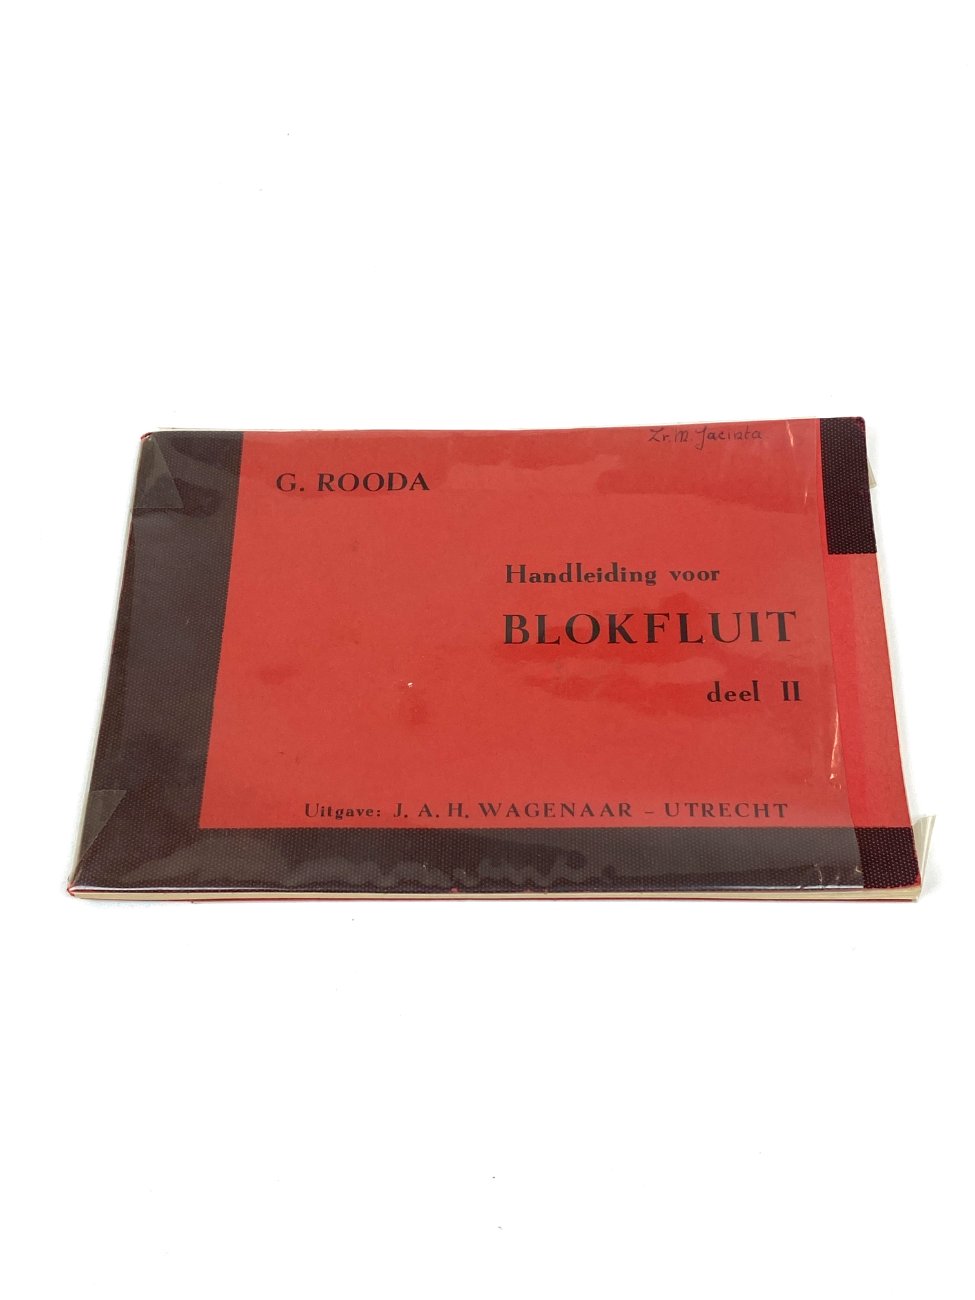 Zr. M. Jacinta
G. ROODA
Handleiding voor
BLOKFLUIT
deel II
Uitgave: J. A. H. WAGENAAR – UTRECHT